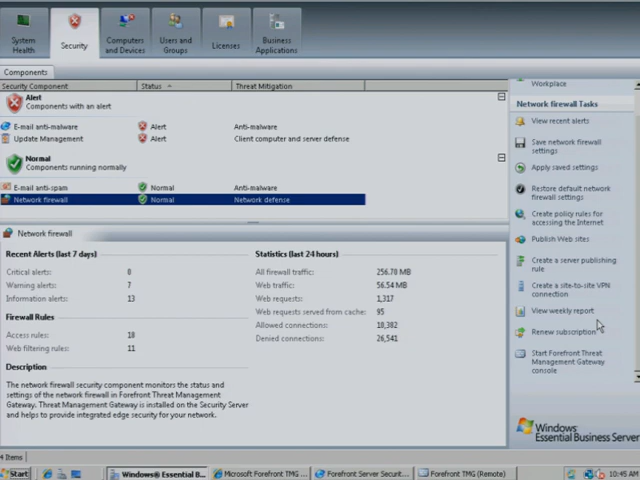 System
Health
Security
Computers
and Devices
Users and
Groups
Licenses
Business
Applications
Components
Security Component Status Threat Mitigation
Alert
Components with an alert
E-mail anti-malware Alert Anti-malware
Update Management Alert Client computer and server defense
Normal
Components running normally
E-mail anti-spam Normal Anti-malware
Network firewall Normal Network defense
Network firewall
Recent Alerts (last 7 days)
Critical alerts: 0
Warning alerts: 7
Information alerts: 13
Firewall Rules
Access rules: 18
Web filtering rules: 11
Statistics (last 24 hours)
All firewall traffic: 256.78 MB
Web traffic: 56.54 MB
Web requests: 1,317
Web requests served from cache: 95
Allowed connections: 10,382
Denied connections: 26,541
Description
The network firewall security component monitors the status and
settings of the network firewall in Forefront Threat Management
Gateway. Threat Management Gateway is installed on the Security Server
and helps to provide integrated edge security for your network.
Workplace
Network firewall Tasks
View recent alerts
Save network firewall
settings
Apply saved settings
Restore default network
firewall settings
Create policy rules for
access to the Internet
Publish Web sites
Create a server publishing
rule
Create a site-to-site VPN
connection
View weekly report
Renew subscription
Start Forefront Threat
Management Gateway
console
Windows
Essential Business Server
4 Items
Start
Windows® Essential B...
Microsoft Forefront TMG ...
Forefront Server Securit...
Forefront TMG (Remote)
10:45 AM